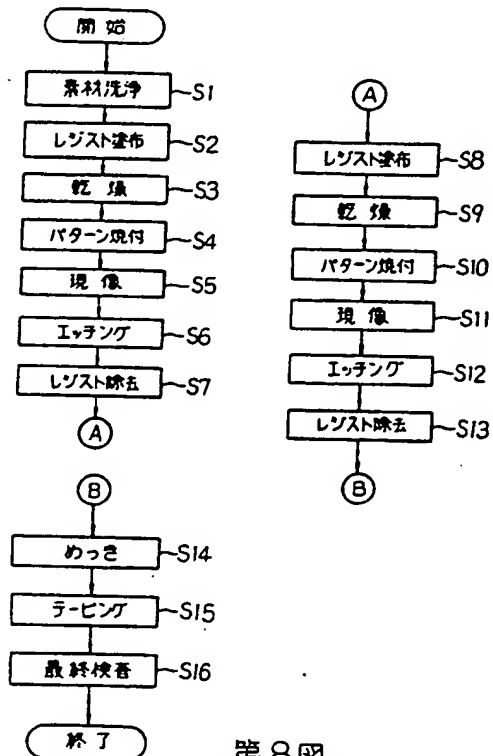 開始
素材洗浄 S1
レジスト塗布 S2
乾燥 S3
パターン焼付 S4
現像 S5
エッチング S6
レジスト除去 S7
A
A
レジスト塗布 S8
乾燥 S9
パターン焼付 S10
現像 S11
エッチング S12
レジスト除去 S13
B
B
めっき S14
テーピング S15
最終検査 S16
終了
第8図